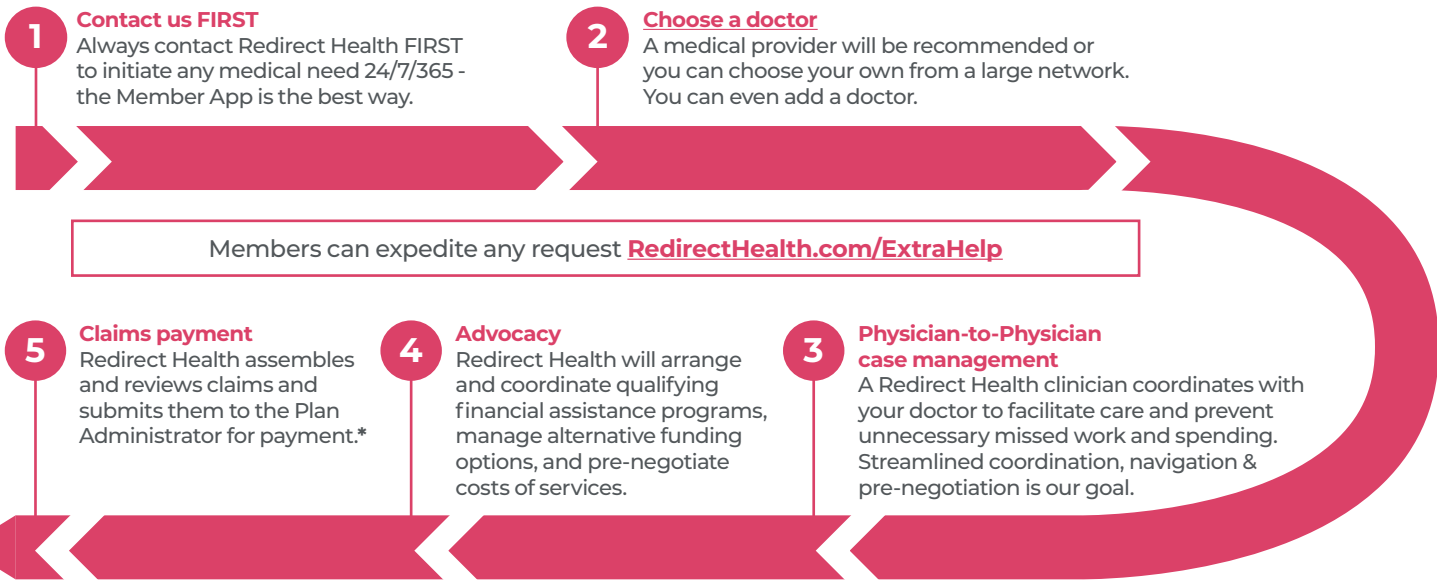 1
Contact us FIRST
Always contact Redirect Health FIRST
to initiate any medical need 24/7/365 -
the Member App is the best way.
2
Choose a doctor
A medical provider will be recommended or
you can choose your own from a large network.
You can even add a doctor.
Members can expedite any request RedirectHealth.com/ExtraHelp
3
Physician-to-Physician
case management
A Redirect Health clinician coordinates with
your doctor to facilitate care and prevent
unnecessary missed work and spending.
Streamlined coordination, navigation &
pre-negotiation is our goal.
4
Advocacy
Redirect Health will arrange
and coordinate qualifying
financial assistance programs,
manage alternative funding
options, and pre-negotiate
costs of services.
5
Claims payment
Redirect Health assembles
and reviews claims and
submits them to the Plan
Administrator for payment.*